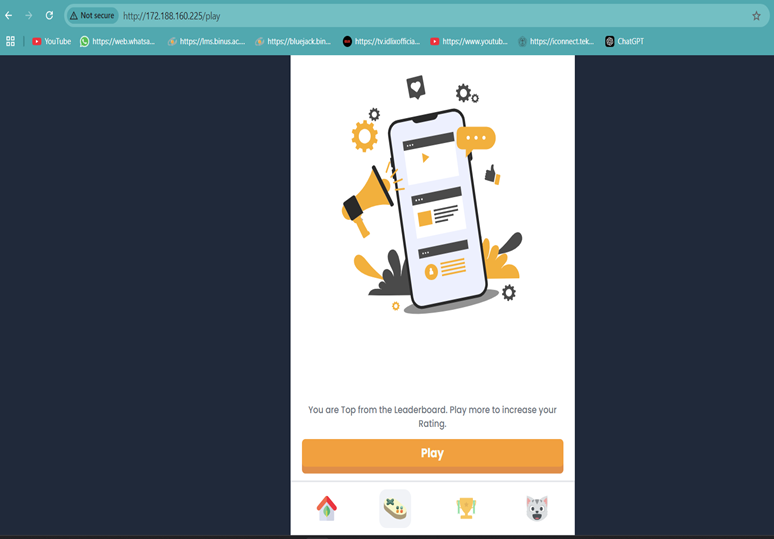 Not secure http://172.188.160.225/play
YouTube https://web.whatsa... https://lms.binus.ac.... https://bluejack.bin... https://tv.idlixofficia... https://www.youtub... https://iconnect.tek... ChatGPT
You are Top from the Leaderboard. Play more to increase your
Rating.
Play